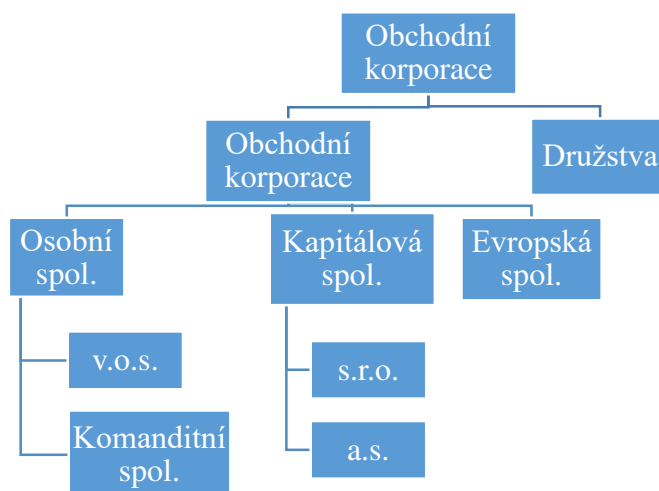 Obchodní
korporace
Obchodní
korporace
Družstva
Osobní
spol.
Kapitálová
spol.
Evropská
spol.
v.o.s.
s.r.o.
Komanditní
spol.
a.s.